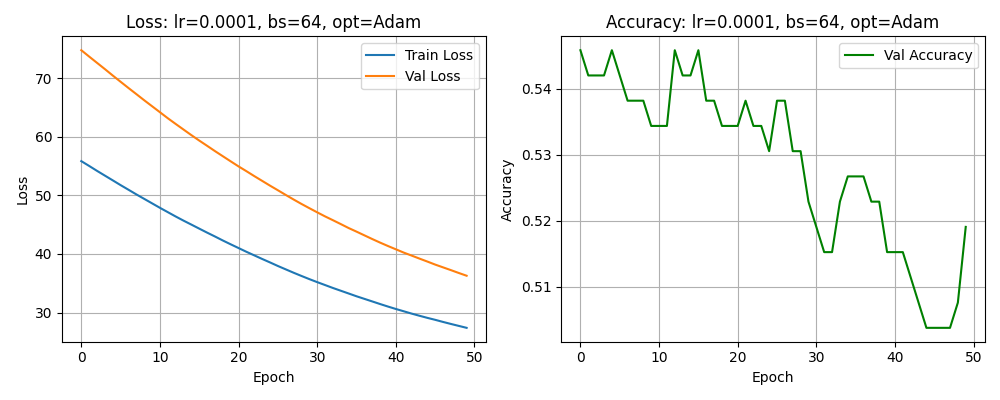 Loss: lr=0.0001, bs=64, opt=Adam
Train Loss
Val Loss
70
60
50
40
30
Loss
0 10 20 30 40 50
Epoch
Accuracy: lr=0.0001, bs=64, opt=Adam
Val Accuracy
0.54
0.53
0.52
0.51
Accuracy
0 10 20 30 40 50
Epoch